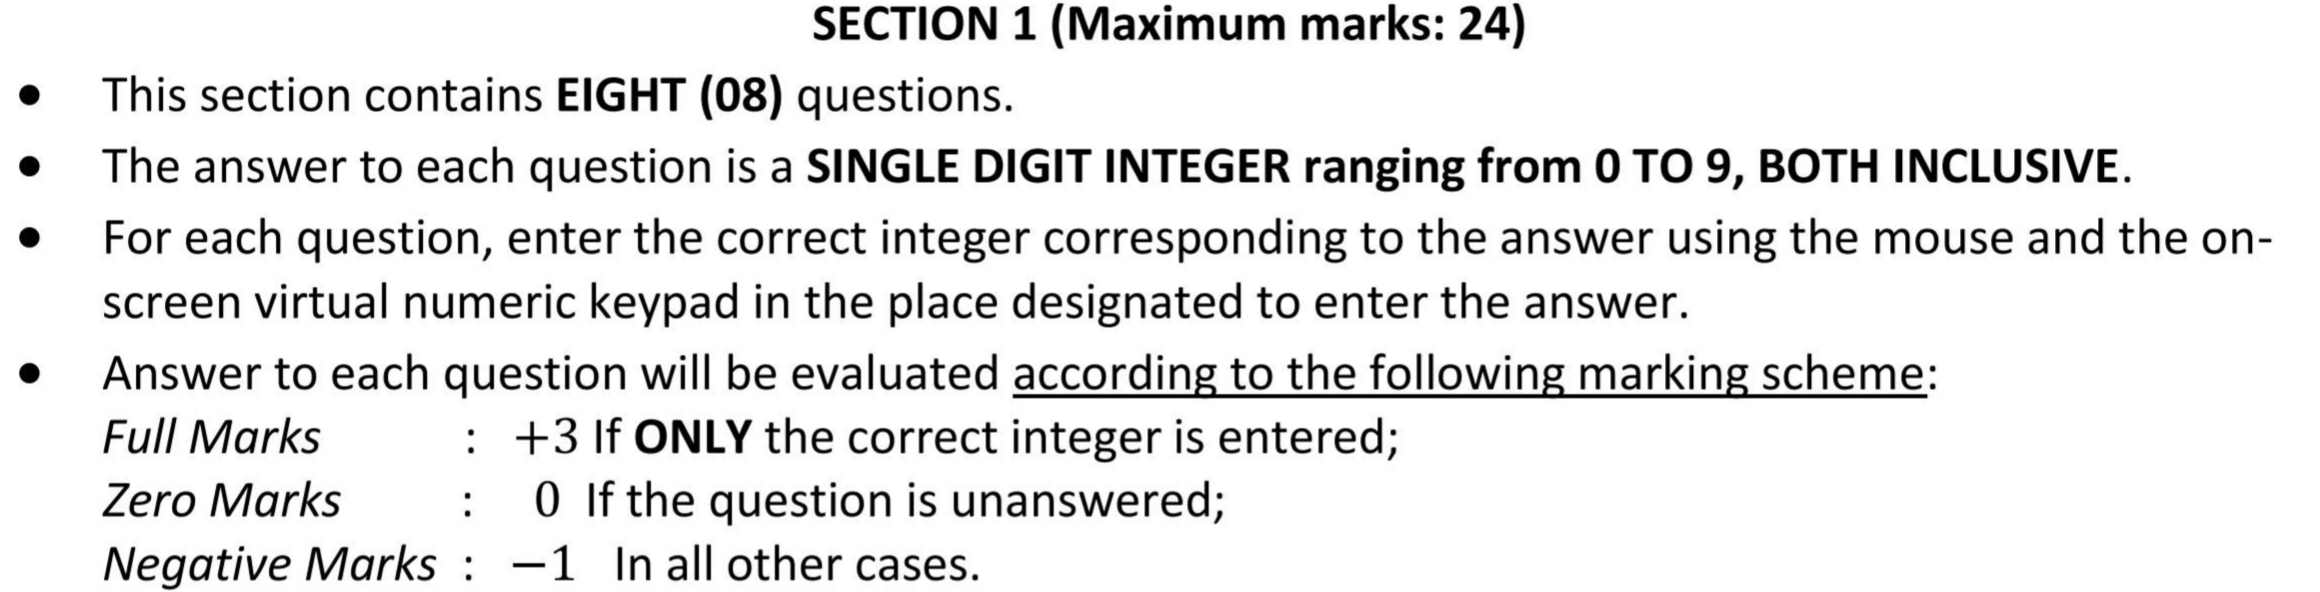 SECTION 1 (Maximum marks: 24)
• This section contains EIGHT (08) questions.
• The answer to each question is a SINGLE DIGIT INTEGER ranging from 0 TO 9, BOTH INCLUSIVE.
• For each question, enter the correct integer corresponding to the answer using the mouse and the on-
screen virtual numeric keypad in the place designated to enter the answer.
• Answer to each question will be evaluated according to the following marking scheme:
Full Marks : +3 If ONLY the correct integer is entered;
Zero Marks : 0 If the question is unanswered;
Negative Marks : −1 In all other cases.